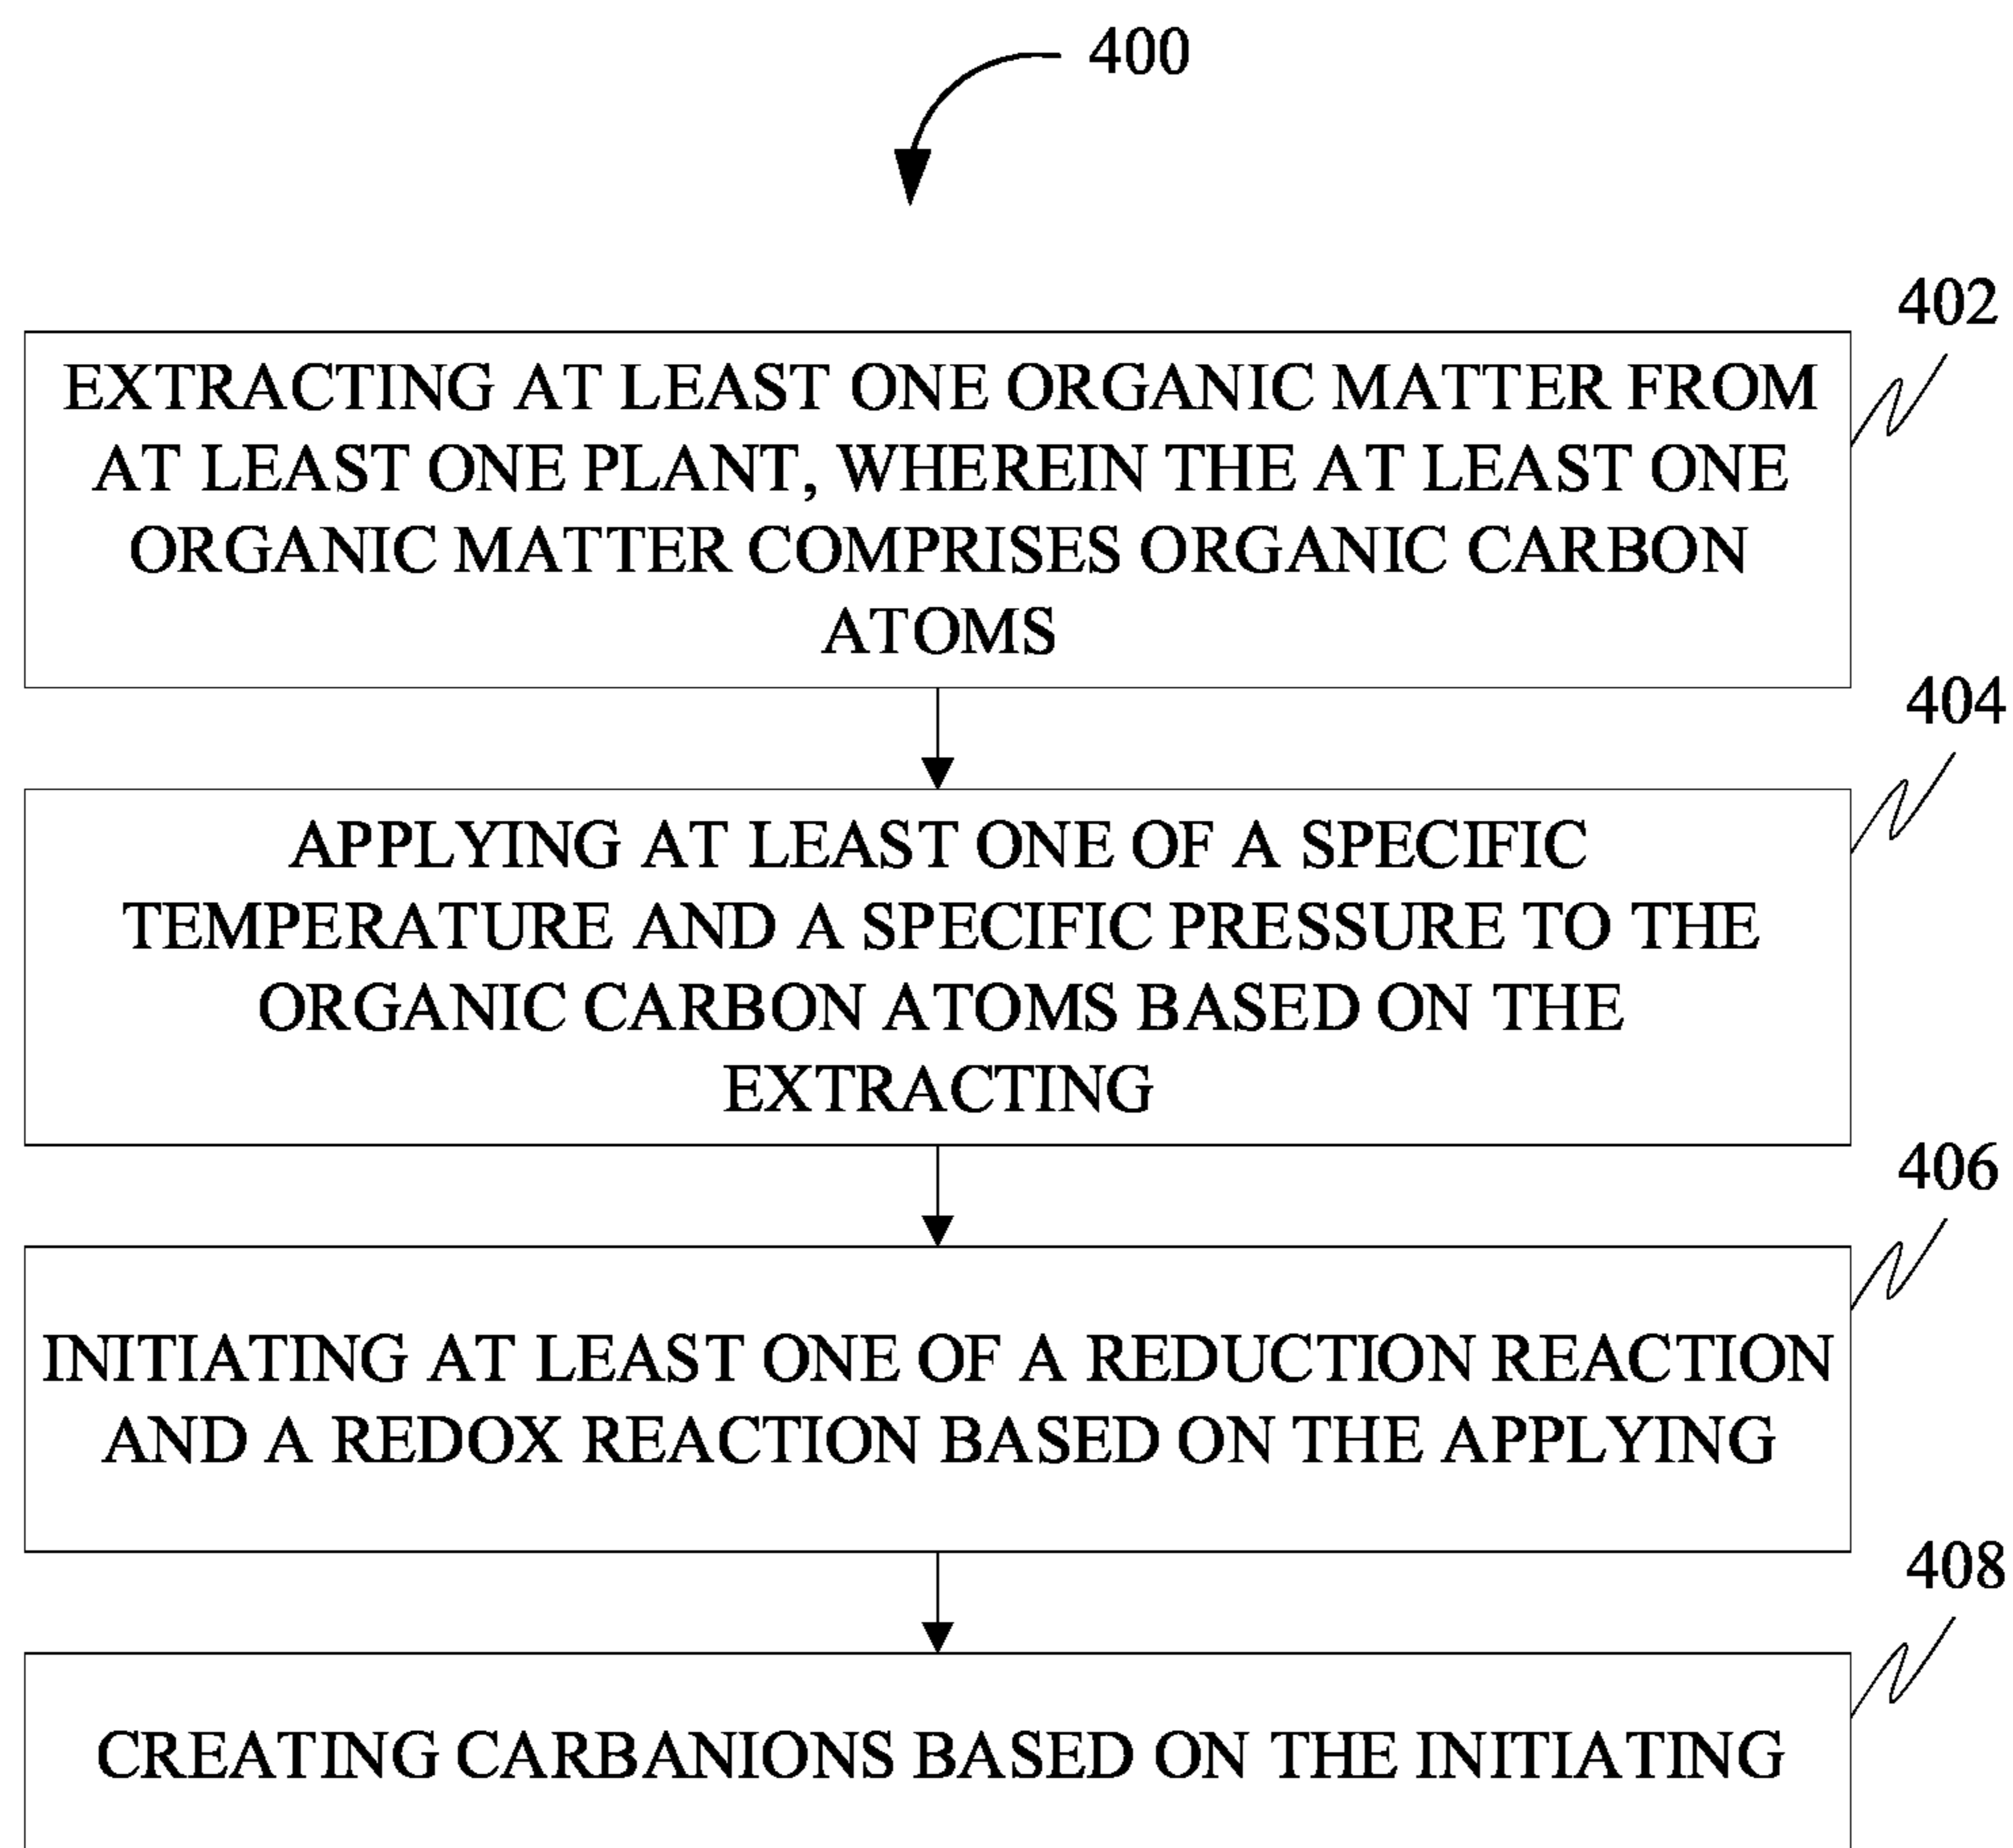 400
402
EXTRACTING AT LEAST ONE ORGANIC MATTER FROM
AT LEAST ONE PLANT, WHEREIN THE AT LEAST ONE
ORGANIC MATTER COMPRISES ORGANIC CARBON
ATOMS
404
APPLYING AT LEAST ONE OF A SPECIFIC
TEMPERATURE AND A SPECIFIC PRESSURE TO THE
ORGANIC CARBON ATOMS BASED ON THE
EXTRACTING
406
INITIATING AT LEAST ONE OF A REDUCTION REACTION
AND A REDOX REACTION BASED ON THE APPLYING
408
CREATING CARBANIONS BASED ON THE INITIATING